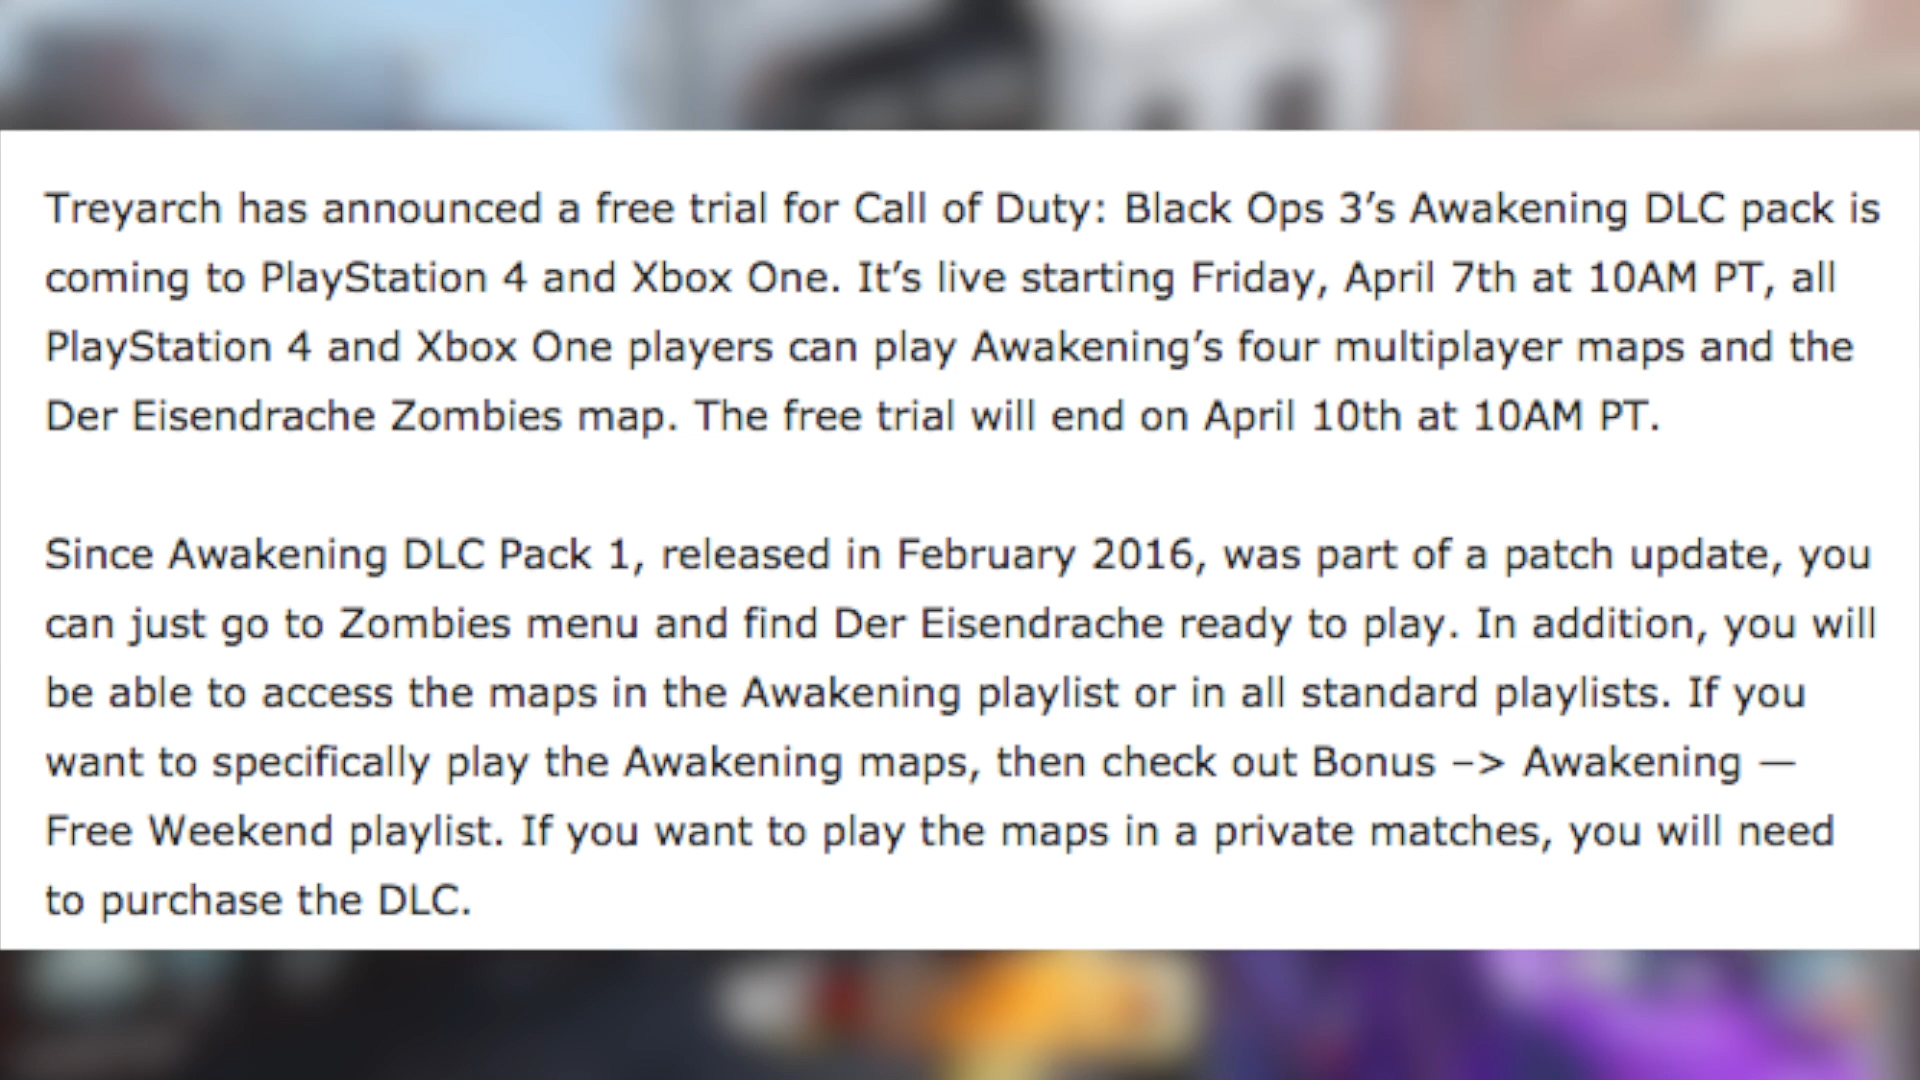 Treyarch has announced a free trial for Call of Duty: Black Ops 3’s Awakening DLC pack is
coming to PlayStation 4 and Xbox One. It’s live starting Friday, April 7th at 10AM PT, all
PlayStation 4 and Xbox One players can play Awakening’s four multiplayer maps and the
Der Eisendrache Zombies map. The free trial will end on April 10th at 10AM PT.
Since Awakening DLC Pack 1, released in February 2016, was part of a patch update, you
can just go to Zombies menu and find Der Eisendrache ready to play. In addition, you will
be able to access the maps in the Awakening playlist or in all standard playlists. If you
want to specifically play the Awakening maps, then check out Bonus –> Awakening —
Free Weekend playlist. If you want to play the maps in a private matches, you will need
to purchase the DLC.